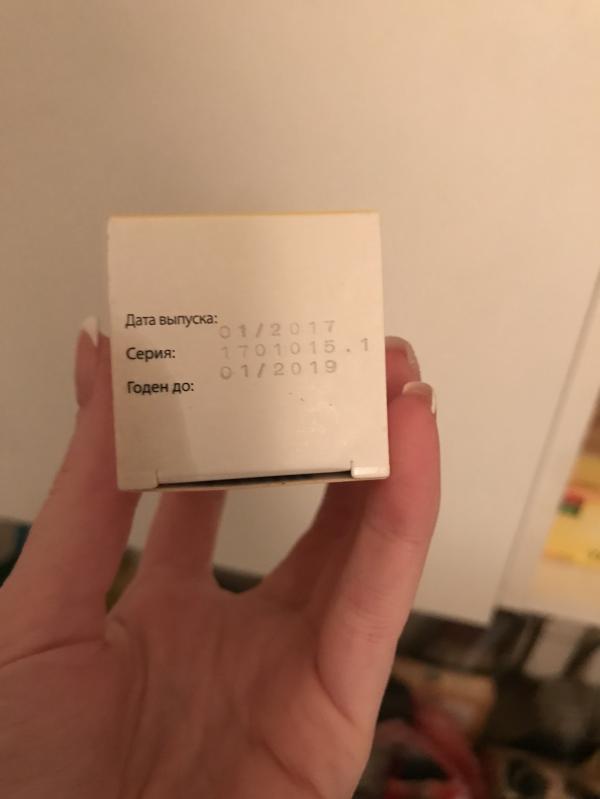 Дата выпуска: 01/2017
Серия: 1701015.1
Годен до: 01/2019